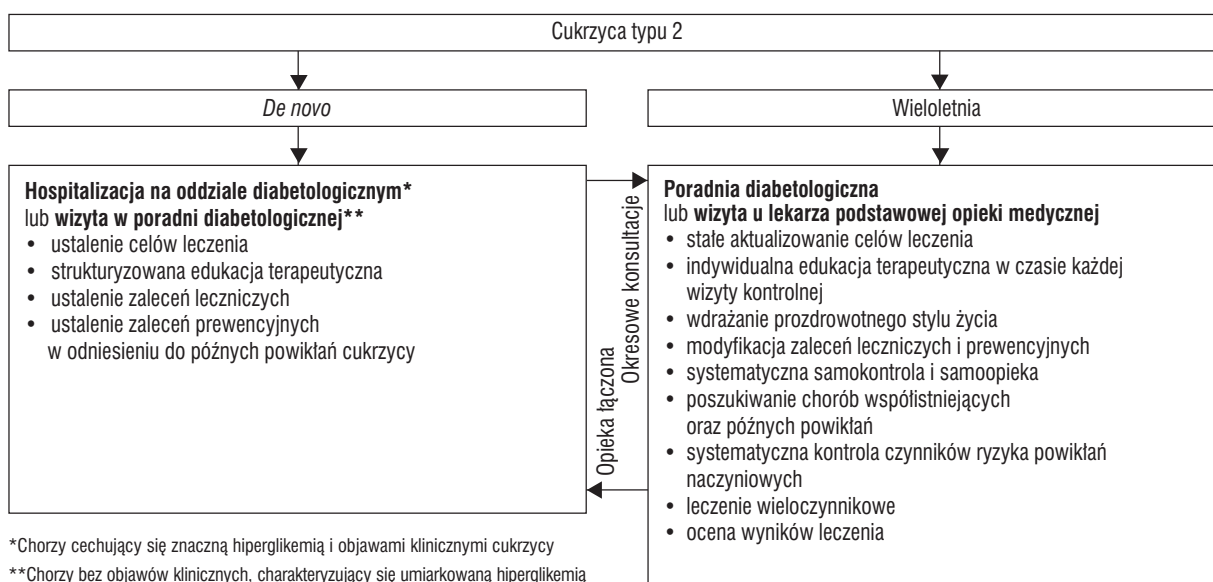 Cukrzyca typu 2
De novo
Wieloletnia
Hospitalizacja na oddziale diabetologicznym*
lub wizyta w poradni diabetologicznej**
• ustalenie celów leczenia
• strukturyzowana edukacja terapeutyczna
• ustalenie zaleceń leczniczych
• ustalenie zaleceń prewencyjnych
w odniesieniu do późnych powikłań cukrzycy
Opieka łączona
Okresowe konsultacje
Poradnia diabetologiczna
lub wizyta u lekarza podstawowej opieki medycznej
• stałe aktualizowanie celów leczenia
• indywidualna edukacja terapeutyczna w czasie każdej
wizyty kontrolnej
• wdrażanie prozdrowotnego stylu życia
• modyfikacja zaleceń leczniczych i prewencyjnych
• systematyczna samokontrola i samoopieka
• poszukiwanie chorób współistniejących
oraz późnych powikłań
• systematyczna kontrola czynników ryzyka powikłań
naczyniowych
• leczenie wieloczynnikowe
• ocena wyników leczenia
*Chorzy cechujący się znaczną hiperglikemią i objawami klinicznymi cukrzycy
**Chorzy bez objawów klinicznych, charakteryzujący się umiarkowaną hiperglikemią